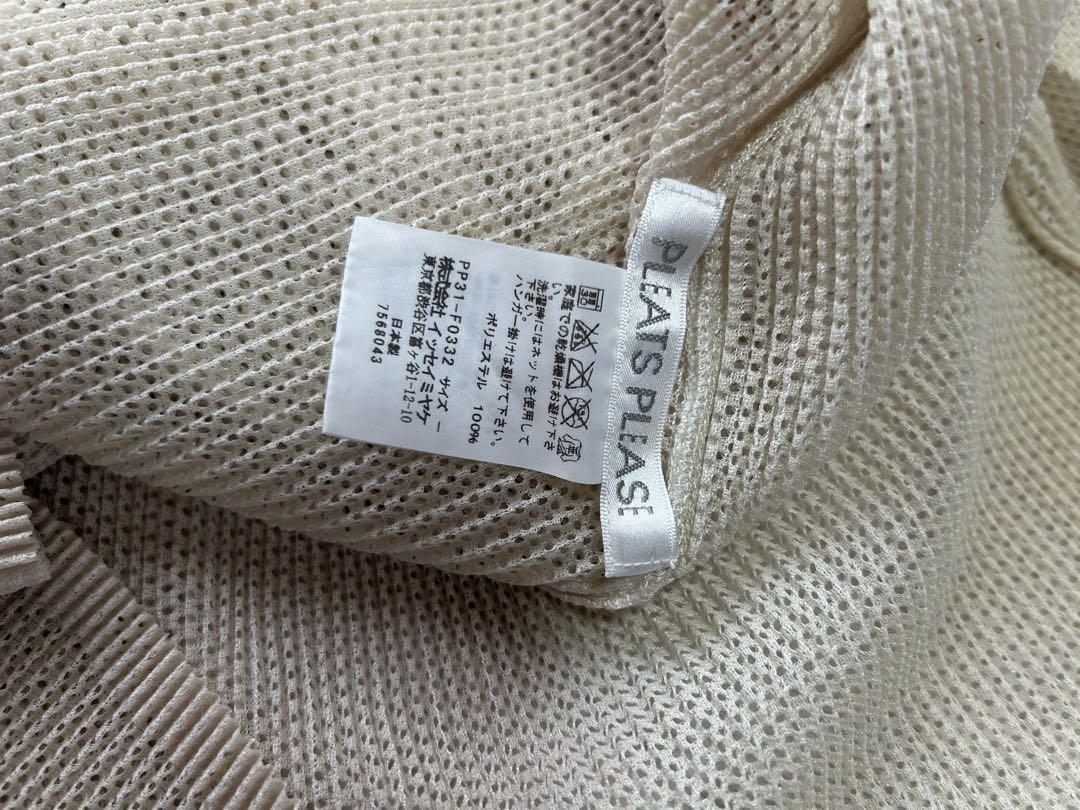 PLEATS PLEASE
家庭での乾燥機はお避け下さ
い。
洗濯時にはネットを使用して
下さい。
ハンガー掛けは避けて下さい。
ポリエステル 100%
PP31-F0332 サイズ -
株式会社 イッセイミヤケ
東京都渋谷区富ヶ谷1-12-10
日本製
7568043